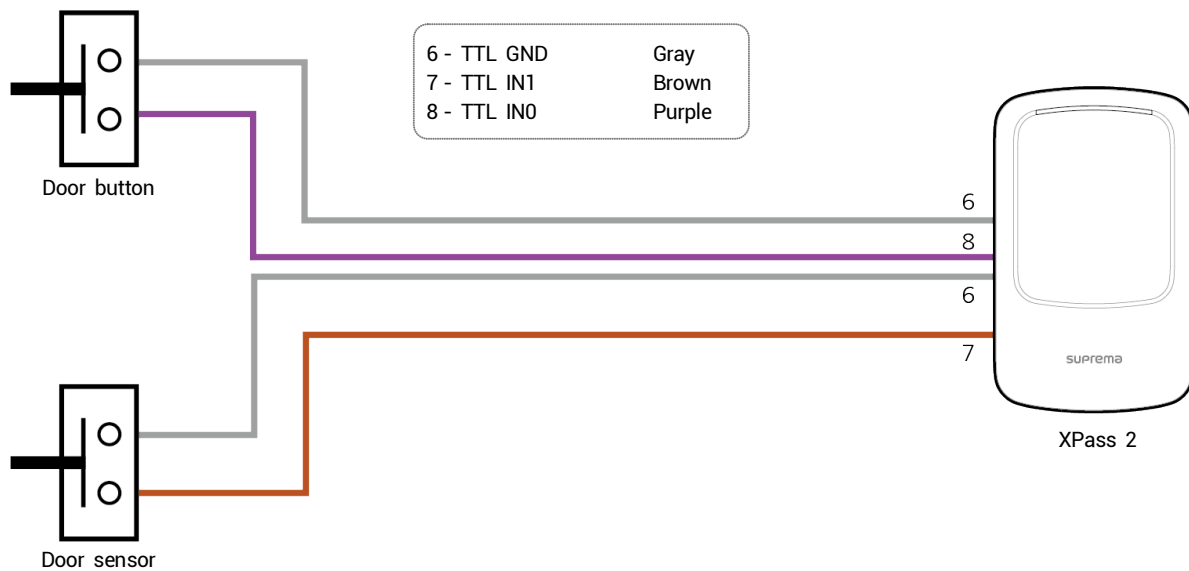 6 - TTL GND Gray
7 - TTL IN1 Brown
8 - TTL IN0 Purple
Door button
6
8
6
7
suprema
XPass 2
Door sensor